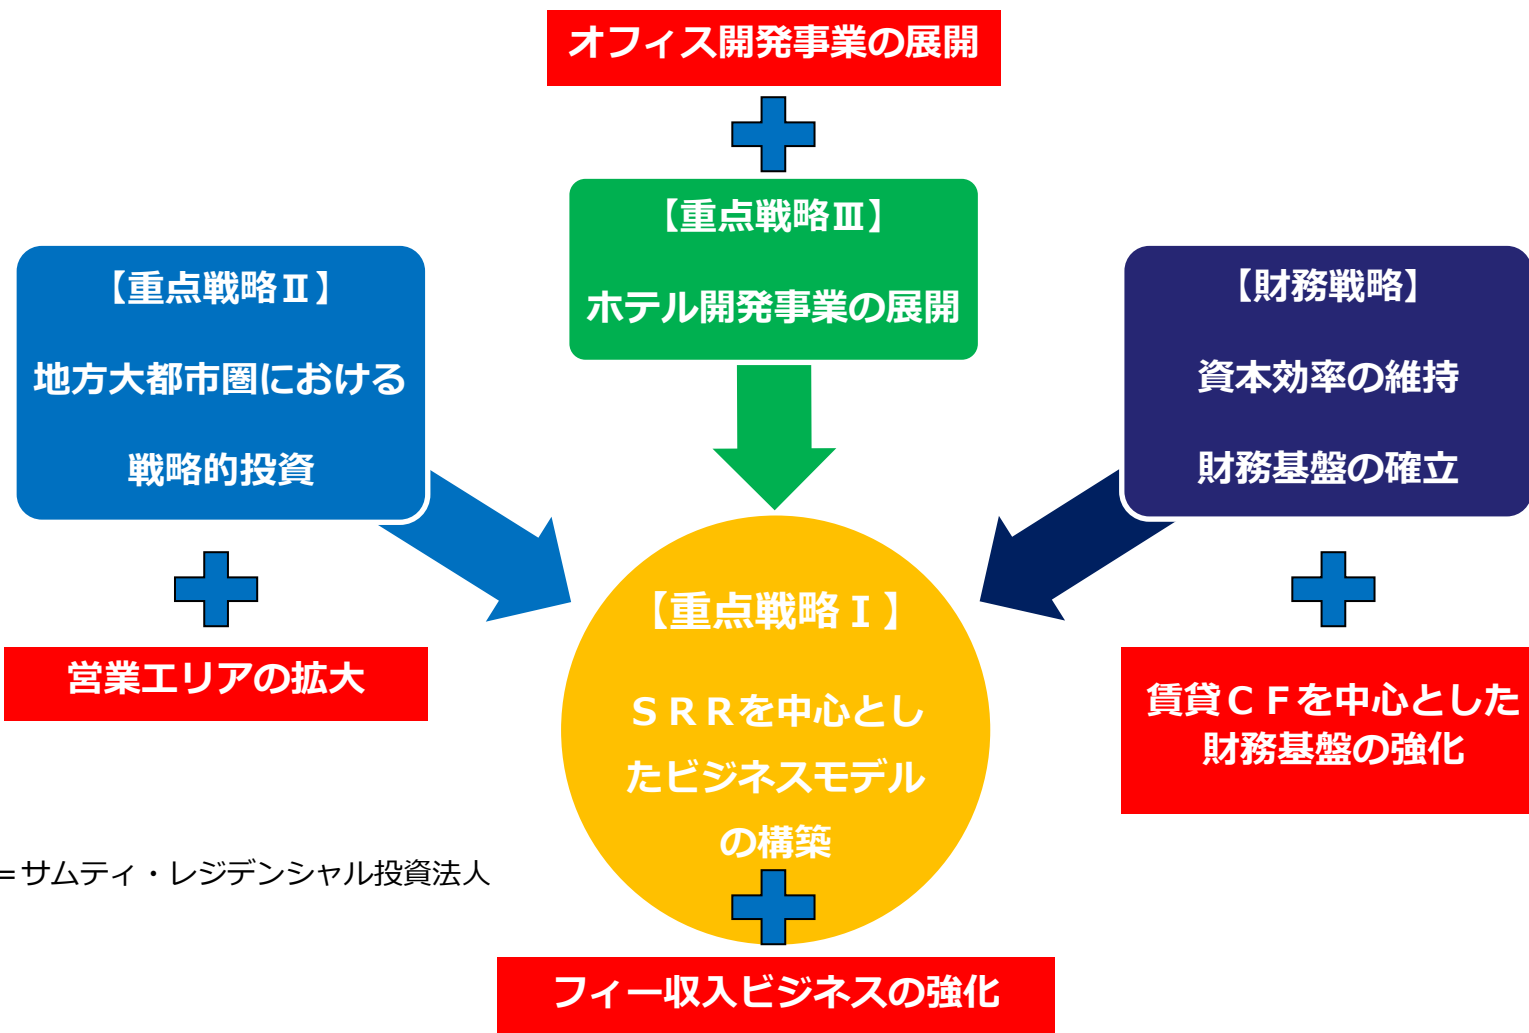 オフィス開発事業の展開
【重点戦略Ⅲ】
ホテル開発事業の展開
【重点戦略Ⅱ】
地方大都市圏における
戦略的投資
【財務戦略】
資本効率の維持
財務基盤の確立
営業エリアの拡大
【重点戦略Ⅰ】
ＳＲＲを中心とし
たビジネスモデル
の構築
賃貸ＣＦを中心とした
財務基盤の強化
＝サムティ・レジデンシャル投資法人
フィー収入ビジネスの強化